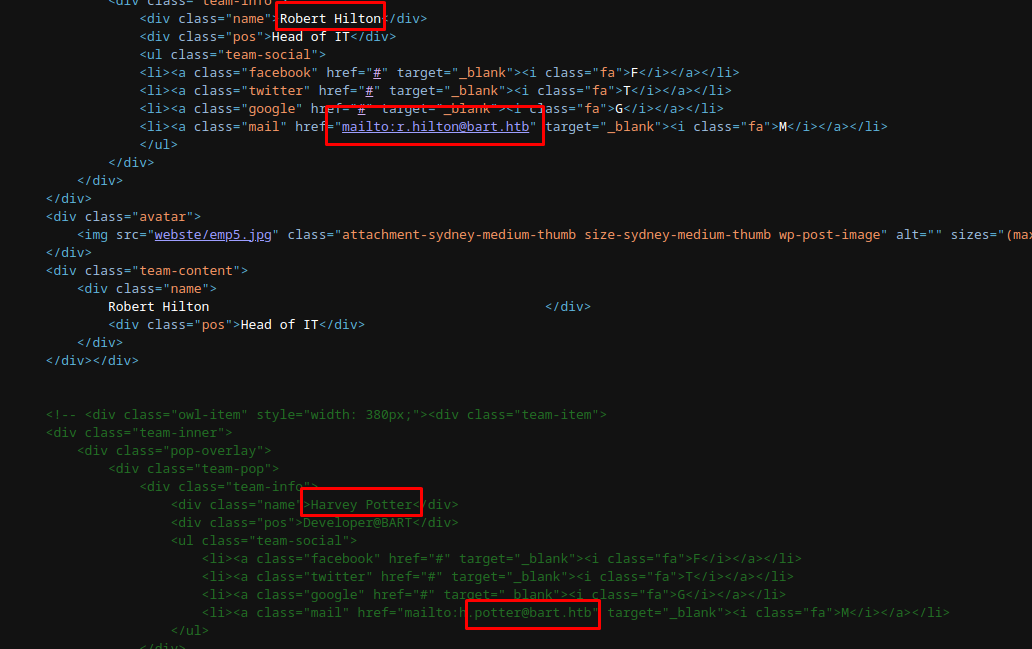 <div class="team-info">
<div class="name">Robert Hilton</div>
<div class="pos">Head of IT</div>
<ul class="team-social">
<li><a class="facebook" href="#" target="_blank"><i class="fa">F</i></a></li>
<li><a class="twitter" href="#" target="_blank"><i class="fa">T</i></a></li>
<li><a class="google" href="#" target="_blank"><i class="fa">G</i></a></li>
<li><a class="mail" href="mailto:r.hilton@bart.htb" target="_blank"><i class="fa">M</i></a></li>
</ul>
</div>
</div>
</div>
<div class="avatar">
<img src="webste/emp5.jpg" class="attachment-sydney-medium-thumb size-sydney-medium-thumb wp-post-image" alt="" sizes="(max
</div>
<div class="team-content">
<div class="name">
Robert Hilton </div>
<div class="pos">Head of IT</div>
</div>
</div></div>
<!-- <div class="owl-item" style="width: 380px;"><div class="team-item">
<div class="team-inner">
<div class="pop-overlay">
<div class="team-pop">
<div class="team-info">
<div class="name">Harvey Potter</div>
<div class="pos">Developer@BART</div>
<ul class="team-social">
<li><a class="facebook" href="#" target="_blank"><i class="fa">F</i></a></li>
<li><a class="twitter" href="#" target="_blank"><i class="fa">T</i></a></li>
<li><a class="google" href="#" target="_blank"><i class="fa">G</i></a></li>
<li><a class="mail" href="mailto:h.potter@bart.htb" target="_blank"><i class="fa">M</i></a></li>
</ul>
</div>